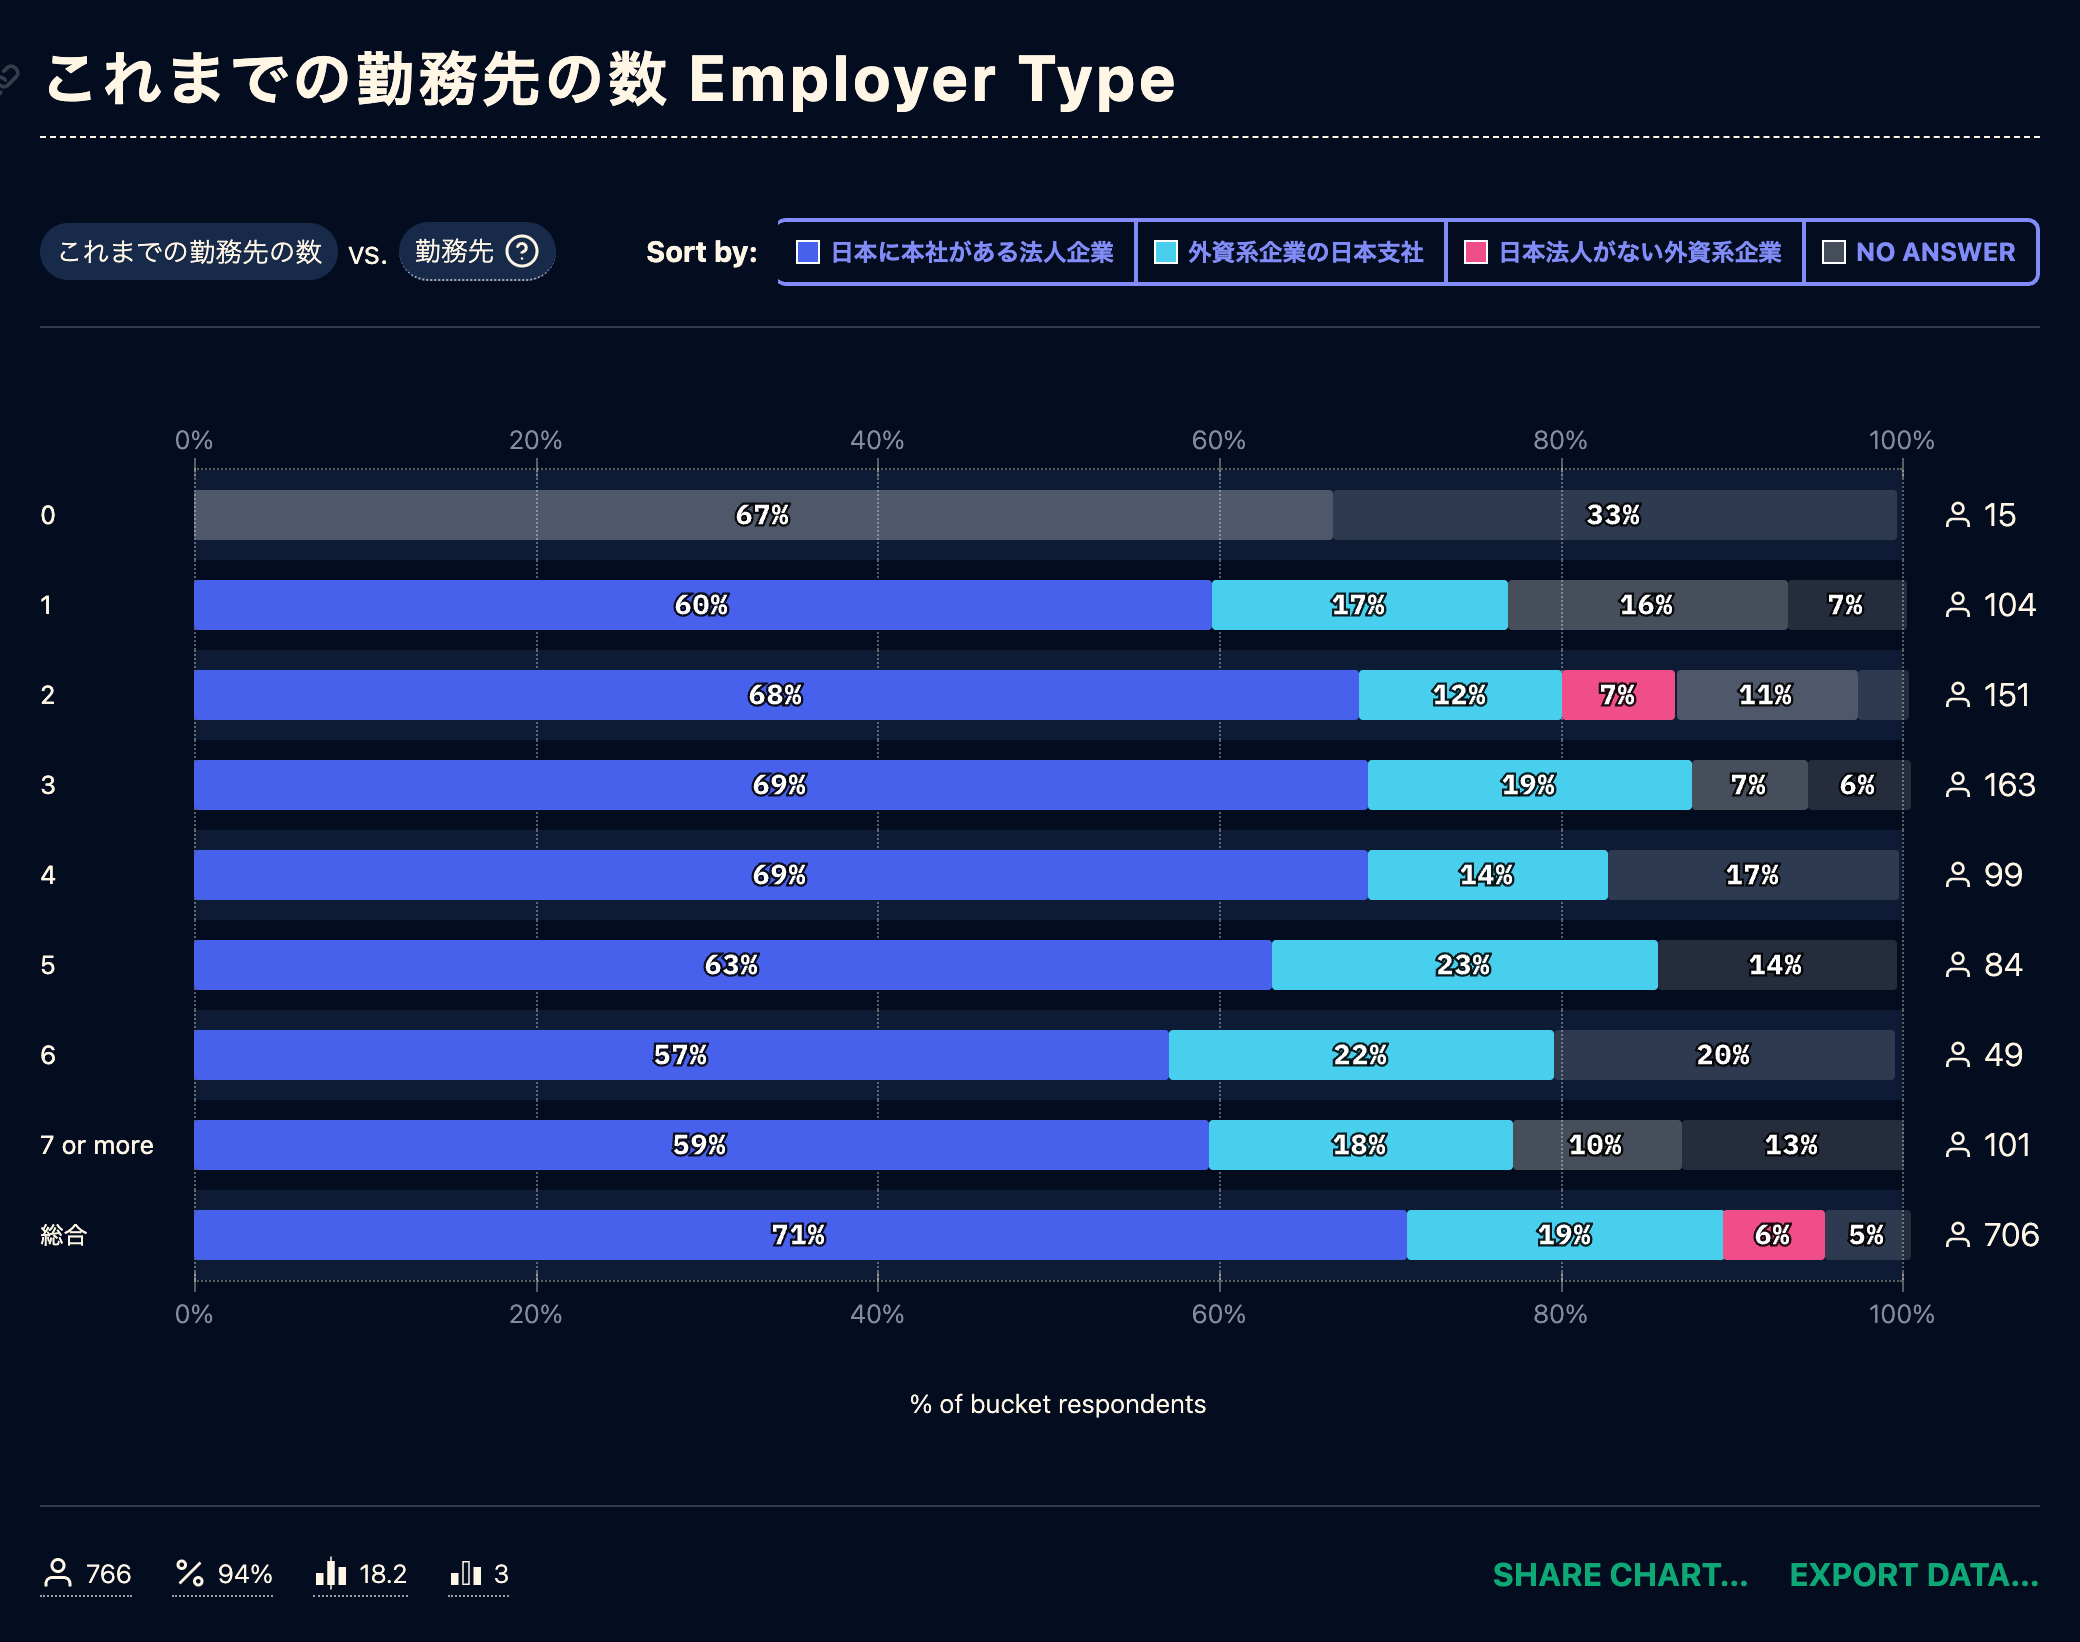 これまでの勤務先の数 Employer Type
これまでの勤務先の数 vs. 勤務先 ? Sort by: 日本に本社がある法人企業 外資系企業の日本支社 日本法人がない外資系企業 NO ANSWER
0% 20% 40% 60% 80% 100%
0 67% 33% 15
1 60% 17% 16% 7% 104
2 68% 12% 7% 11% 151
3 69% 19% 7% 6% 163
4 69% 14% 17% 99
5 63% 23% 14% 84
6 57% 22% 20% 49
7 or more 59% 18% 10% 13% 101
総合 71% 19% 6% 5% 706
0% 20% 40% 60% 80% 100%
% of bucket respondents
766 % 94% 18.2 3 SHARE CHART... EXPORT DATA...